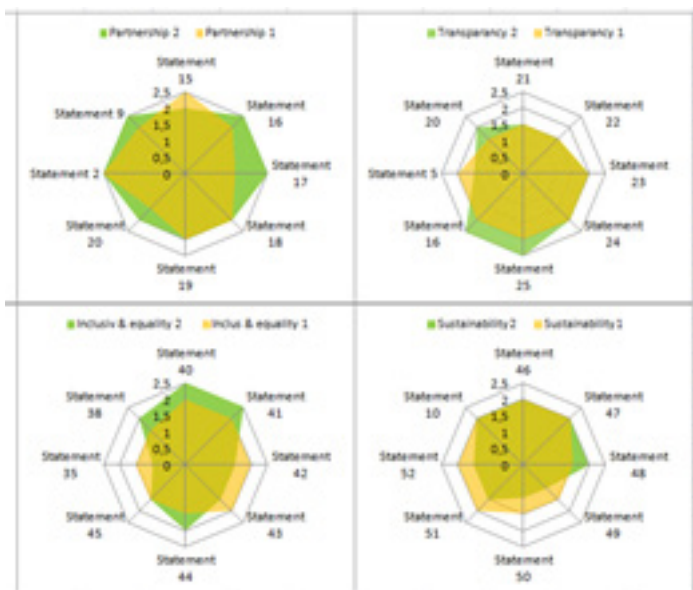 Partnership 2 Partnership 1
Statement
15
Statement
16
Statement
17
Statement
18
Statement
19
Statement
20
Statement 2
Statement 9
2,5
2
1,5
1
0,5
0
Transparancy 2 Transparancy 1
Statement
21
Statement
22
Statement
23
Statement
24
Statement
25
Statement
16
Statement 5
Statement
20
2,5
2
1,5
1
0,5
0
Inclusiv & equality 2 Inclus & equality 1
Statement
40
Statement
41
Statement
42
Statement
43
Statement
44
Statement
45
Statement
35
Statement
38
2,5
2
1,5
1
0,5
0
Sustainability 2 Sustainability 1
Statement
46
Statement
47
Statement
48
Statement
49
Statement
50
Statement
51
Statement
52
Statement
10
2,5
2
1,5
1
0,5
0